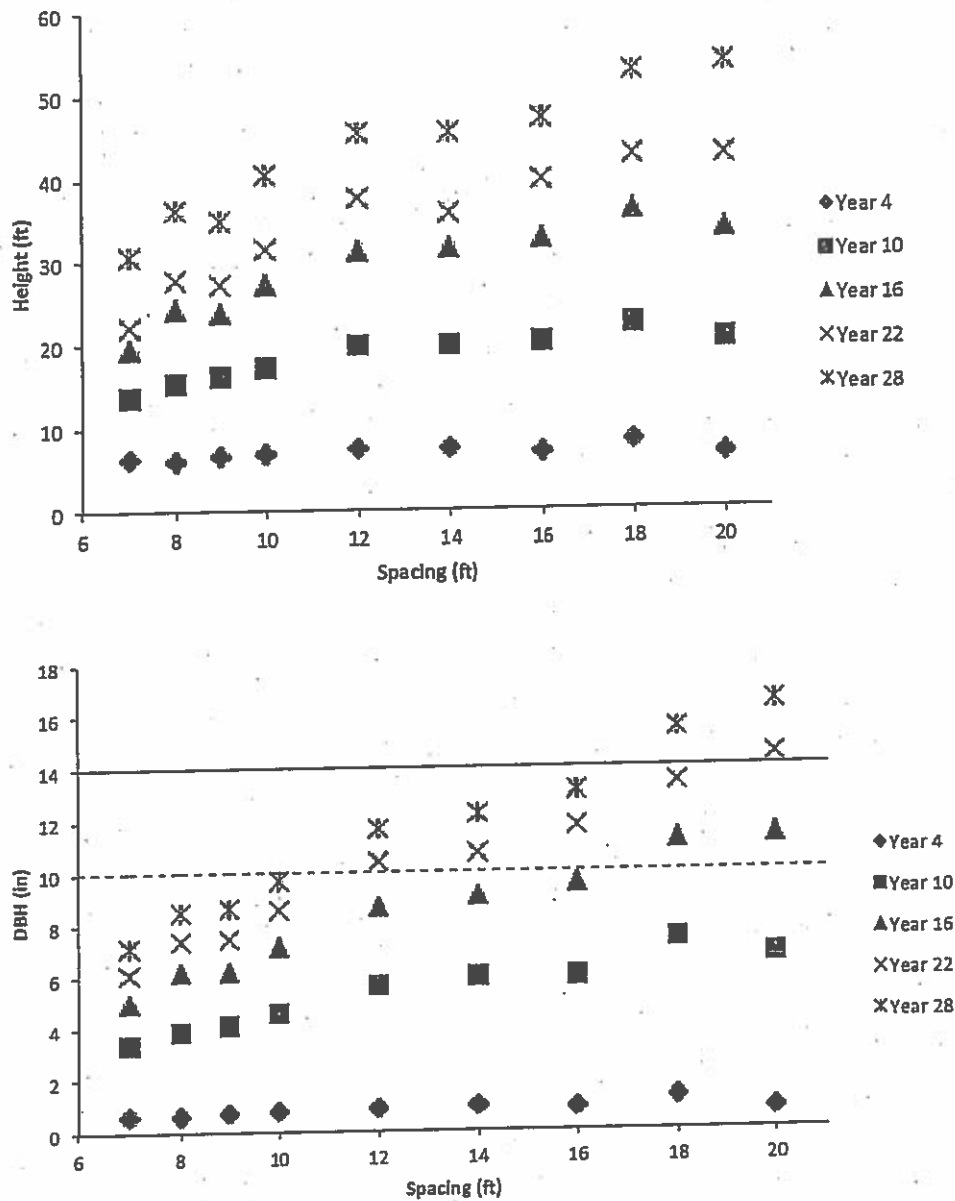 60
50
40
30
20
10
0
Height (ft)
6 8 10 12 14 16 18 20
Spacing (ft)
Year 4
Year 10
Year 16
Year 22
Year 28
18
16
14
12
10
8
6
4
2
0
DBH (in)
6 8 10 12 14 16 18 20
Spacing (ft)
Year 4
Year 10
Year 16
Year 22
Year 28